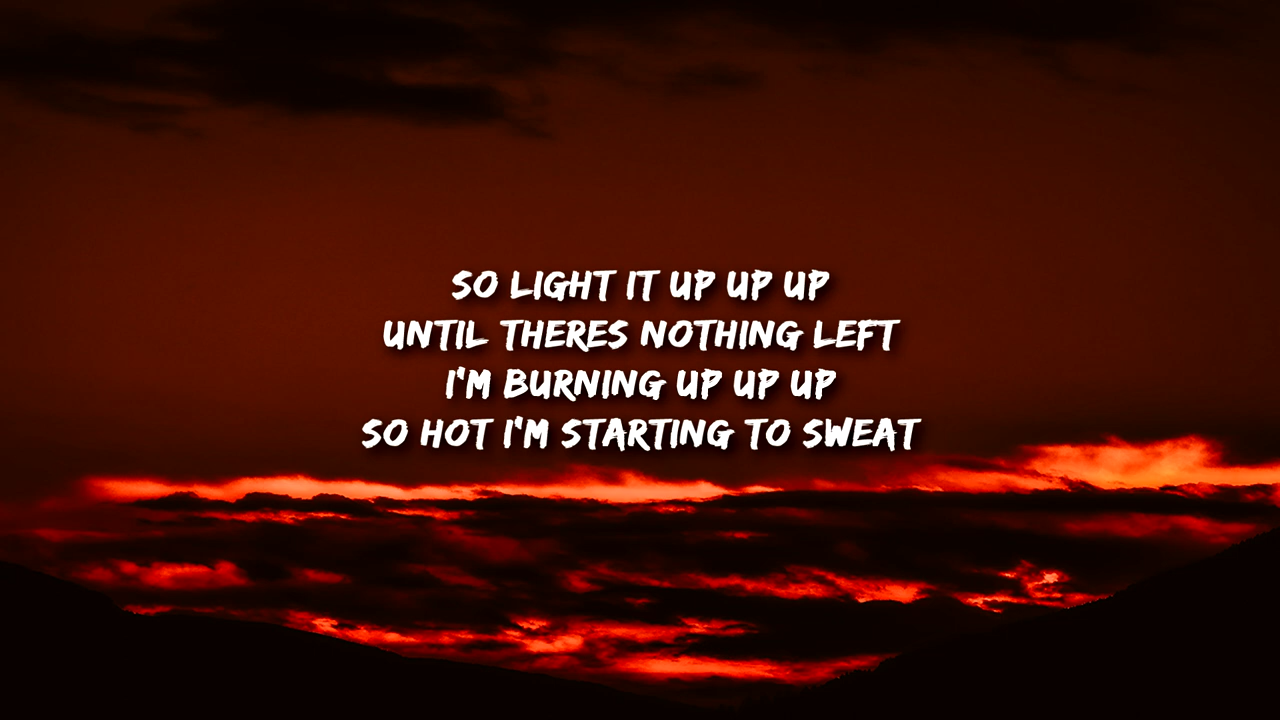 SO LIGHT IT UP UP UP
UNTIL THERES NOTHING LEFT
I'M BURNING UP UP UP
SO HOT I'M STARTING TO SWEAT